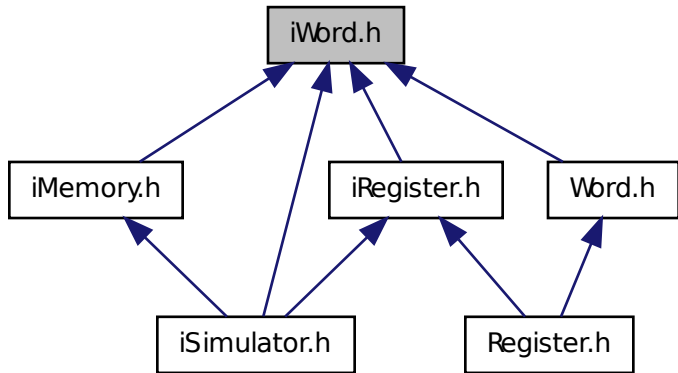 iWord.h
iMemory.h
iRegister.h
Word.h
iSimulator.h
Register.h